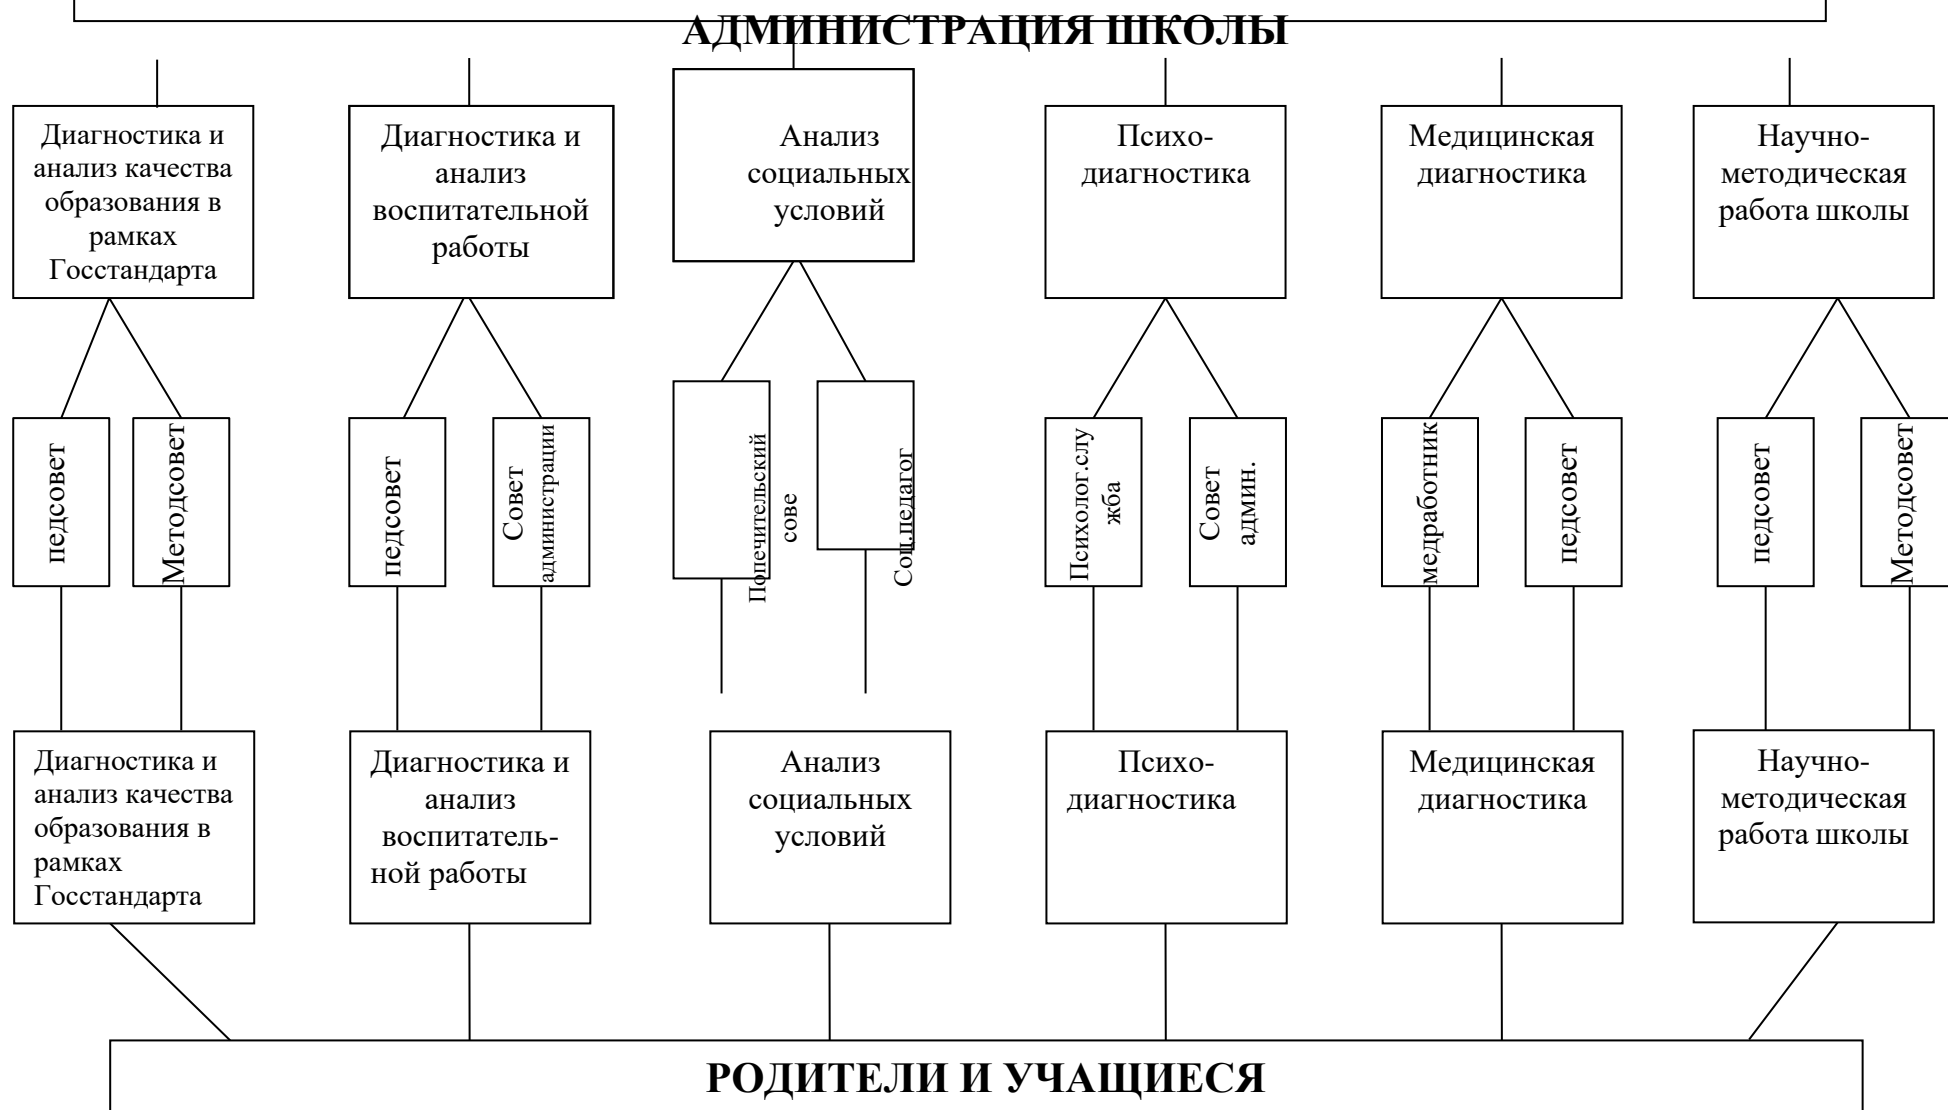 АДМИНИСТРАЦИЯ ШКОЛЫ
Диагностика и
анализ качества
образования в
рамках
Госстандарта
Диагностика и
анализ
воспитательной
работы
Анализ
социальных
условий
Психо-
диагностика
Медицинская
диагностика
Научно-
методическая
работа школы
педсовет
Методсовет
педсовет
Совет
администрации
Попечительский
сове
Соц.педагог
Психолог.слу
жба
Совет
админ.
медработник
педсовет
педсовет
Методсовет
Диагностика и
анализ качества
образования в
рамках
Госстандарта
Диагностика и
анализ
воспитатель-
ной работы
Анализ
социальных
условий
Психо-
диагностика
Медицинская
диагностика
Научно-
методическая
работа школы
РОДИТЕЛИ И УЧАЩИЕСЯ